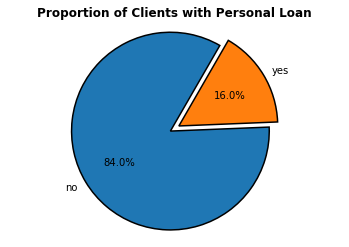 Proportion of Clients with Personal Loan
yes
16.0%
84.0%
no